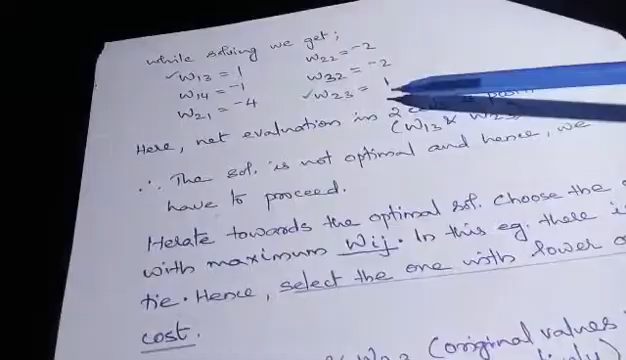 while solving we get;
✓W13 = 1 W22 = -2
W14 = -1 W32 = -2
W21 = -4 ✓W23 = 1
Here, net evaluation in 2
(W13 & W23
∴ The sol. is not optimal and hence, we
have to proceed.
Iterate towards the optimal sol. Choose the
with maximum Wij. In this eg. there is
tie. Hence, select the one with lower
cost.
(original values